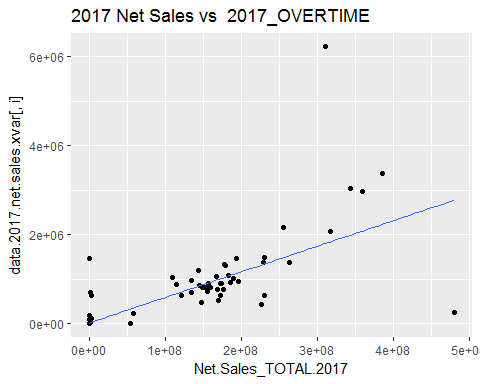 2017 Net Sales vs  2017_OVERTIME
data.2017.net.sales.xvar[, i]
6e+06
4e+06
2e+06
0e+00
0e+00 1e+08 2e+08 3e+08 4e+08 5e+08
Net.Sales_TOTAL.2017